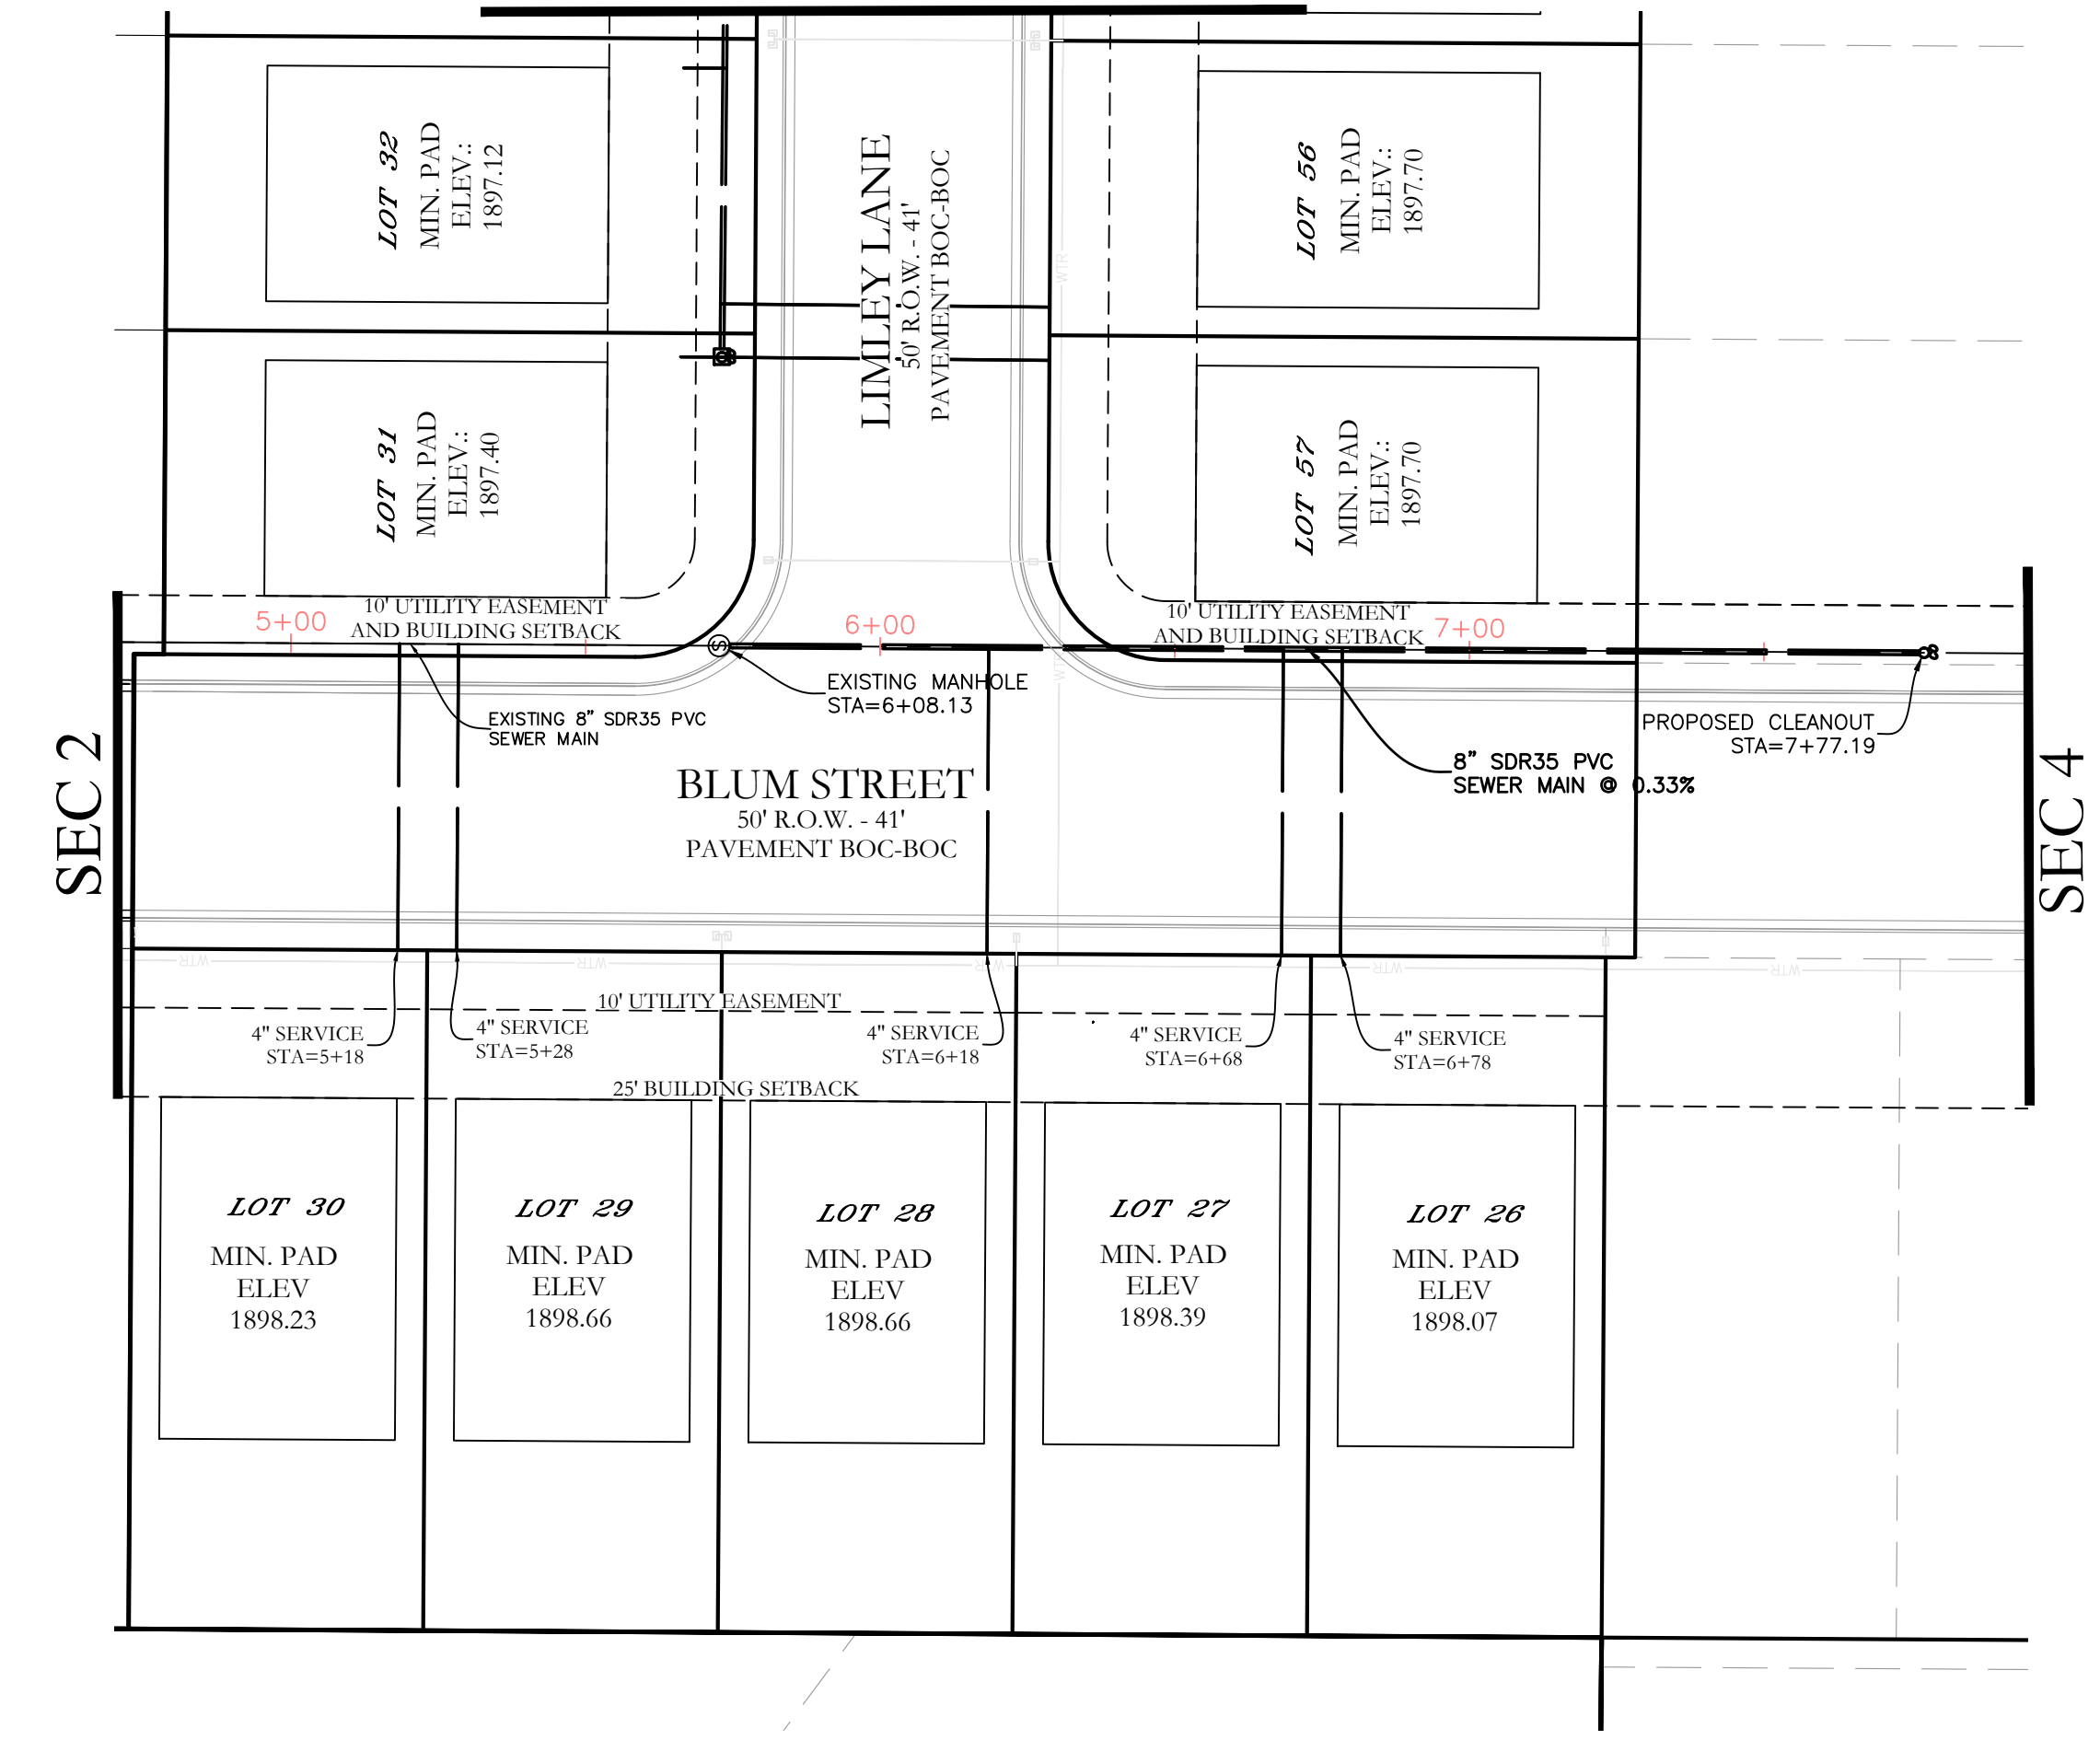 LOT 32
MIN. PAD
ELEV.:
1897.12
LIMLEY LANE
50' R.O.W. - 41'
PAVEMENT BOC-BOC
WTR
LOT 56
MIN. PAD
ELEV.:
1897.70
LOT 31
MIN. PAD
ELEV.:
1897.40
LOT 57
MIN. PAD
ELEV.:
1897.70
5+00
10' UTILITY EASEMENT
AND BUILDING SETBACK
6+00
10' UTILITY EASEMENT
AND BUILDING SETBACK
7+00
S
EXISTING MANHOLE
STA=6+08.13
EXISTING 8" SDR35 PVC
SEWER MAIN
PROPOSED CLEANOUT
STA=7+77.19
8" SDR35 PVC
SEWER MAIN @ 0.33%
SEC 2
BLUM STREET
50' R.O.W. - 41'
PAVEMENT BOC-BOC
SEC 4
WTR
WTR
WTR
WTR
WTR
10' UTILITY EASEMENT
4" SERVICE
STA=5+18
4" SERVICE
STA=5+28
4" SERVICE
STA=6+18
4" SERVICE
STA=6+68
4" SERVICE
STA=6+78
25' BUILDING SETBACK
LOT 30
MIN. PAD
ELEV
1898.23
LOT 29
MIN. PAD
ELEV
1898.66
LOT 28
MIN. PAD
ELEV
1898.66
LOT 27
MIN. PAD
ELEV
1898.39
LOT 26
MIN. PAD
ELEV
1898.07